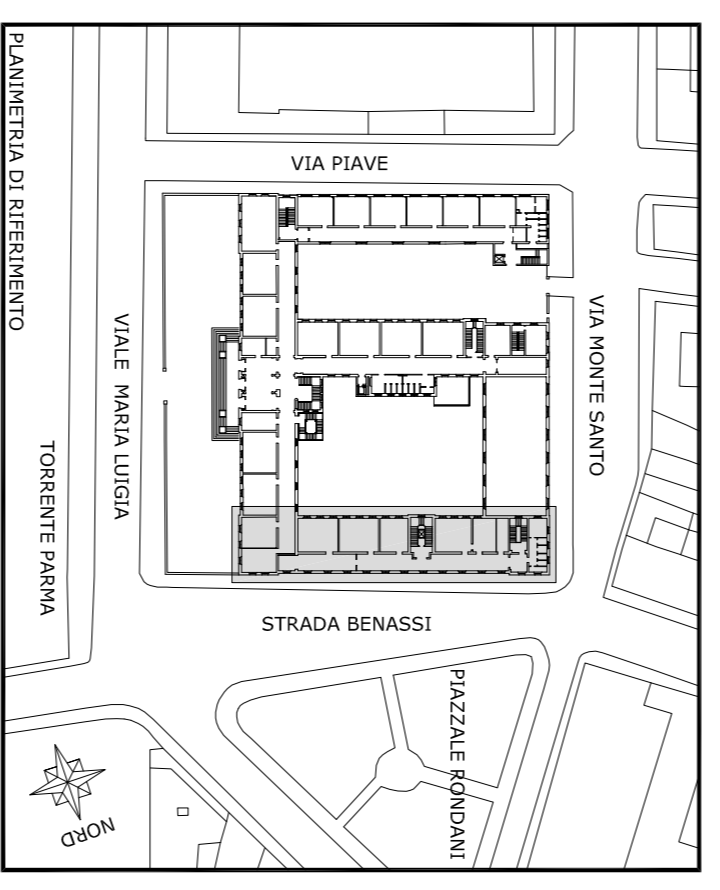 PLANIMETRIA DI RIFERIMENTO
VIA PIAVE
VIALE MARIA LUIGIA
VIA MONTE SANTO
TORRENTE PARMA
STRADA BENASSI
PIAZZALE RONDANI
NORD